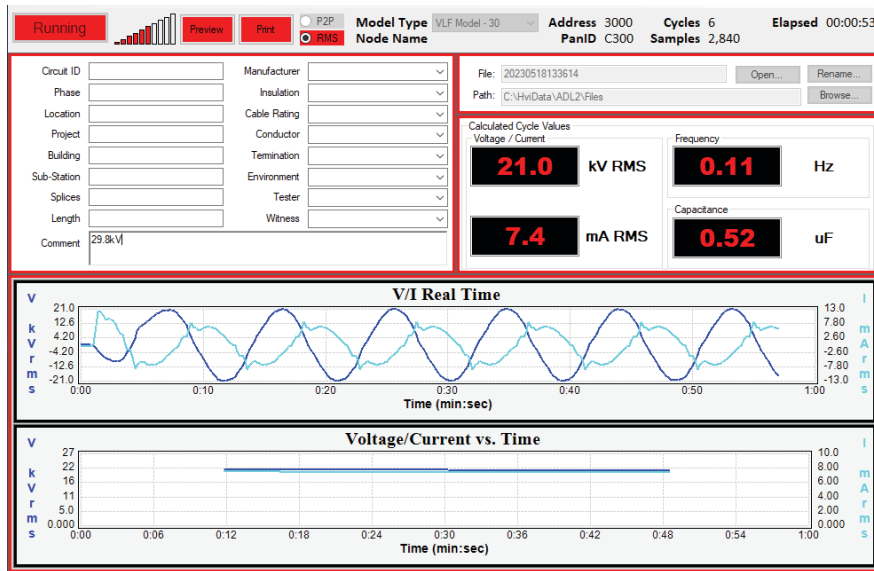 Running Preview Print P2P Model Type VLF Model - 30 Address 3000 Cycles 6 Elapsed 00:00:53
RMS Node Name PanID C300 Samples 2,840
Circuit ID Manufacturer
Phase Insulation
Location Cable Rating
Project Conductor
Building Termination
Sub-Station Environment
Splices Tester
Length Witness
Comment 29.8kV
File: 20230518133614 Open... Rename...
Path: C:\HviData\ADL2\Files Browse...
Calculated Cycle Values
Voltage / Current Frequency
21.0 kV RMS 0.11 Hz
Capacitance
7.4 mA RMS 0.52 uF
V/I Real Time
V kVrms
21.0
12.6
4.20
-4.20
-12.6
-21.0
I mArms
13.0
7.80
2.60
-2.60
-7.80
-13.0
0:00 0:10 0:20 0:30 0:40 0:50 1:00
Time (min:sec)
Voltage/Current vs. Time
V kVrms
27
22
16
11
5.0
0.000
I mArms
10.0
8.00
6.00
4.00
2.00
0.000
0:00 0:06 0:12 0:18 0:24 0:30 0:36 0:42 0:48 0:54 1:00
Time (min:sec)